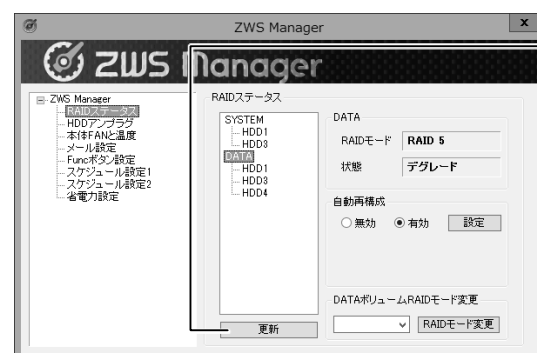 ZWS Manager
x
ZWS Manager
ZWS Manager
RAIDステータス
HDDアンプラグ
本体FANと温度
メール設定
Funcボタン設定
スケジュール設定1
スケジュール設定2
省電力設定
RAIDステータス
SYSTEM
HDD1
HDD3
DATA
HDD1
HDD3
HDD4
更新
DATA
RAIDモード RAID 5
状態 デグレード
自動再構成
無効 有効 設定
DATAボリュームRAIDモード変更
RAIDモード変更